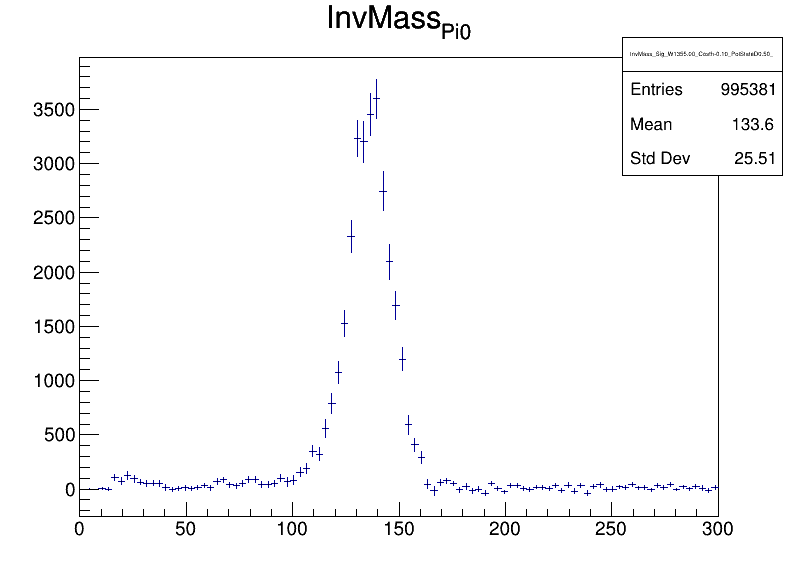 InvMass_Pi0
InvMass_Sig_W1355.00_Costh-0.10_PolStateD0.50_
Entries 995381
Mean 133.6
Std Dev 25.51
3500
3000
2500
2000
1500
1000
500
0
0 50 100 150 200 250 300